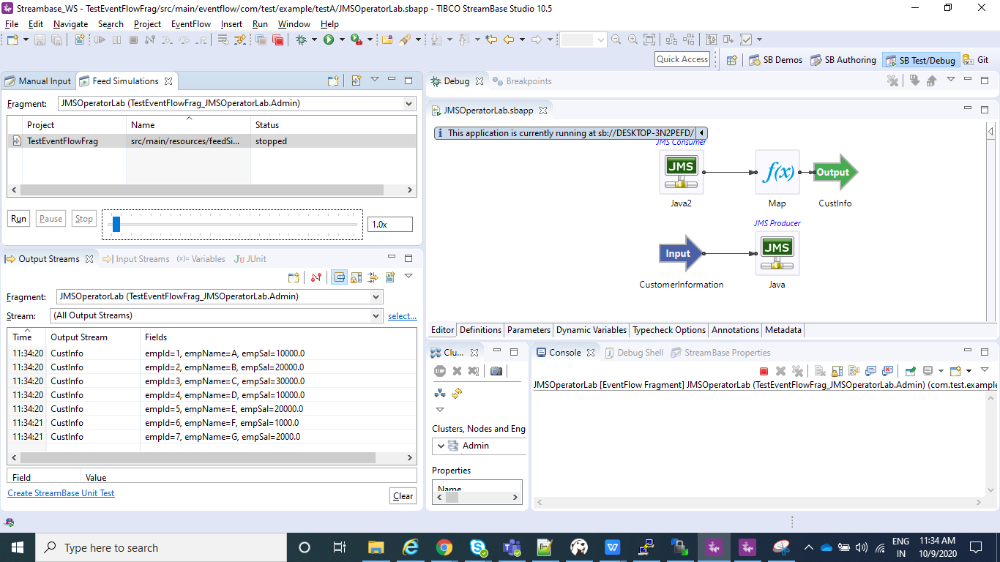 Streambase_WS - TestEventFlowFrag/src/main/eventflow/com/test/example/testA/JMSOperatorLab.sbapp - TIBCO StreamBase Studio 10.5
File Edit Navigate Search Project EventFlow Insert Run Window Help
Quick Access SB Demos SB Authoring SB Test/Debug Git
Manual Input Feed Simulations
Fragment: JMSOperatorLab (TestEventFlowFrag_JMSOperatorLab.Admin)
Project Name Status
TestEventFlowFrag src/main/resources/feedSi... stopped
Run Pause Stop 1.0x
Output Streams Input Streams (x)= Variables JU JUnit
Fragment: JMSOperatorLab (TestEventFlowFrag_JMSOperatorLab.Admin)
Stream: (All Output Streams) select...
Time Output Stream Fields
11:34:20 CustInfo empId=1, empName=A, empSal=10000.0
11:34:20 CustInfo empId=2, empName=B, empSal=20000.0
11:34:20 CustInfo empId=3, empName=C, empSal=30000.0
11:34:20 CustInfo empId=4, empName=D, empSal=10000.0
11:34:20 CustInfo empId=5, empName=E, empSal=20000.0
11:34:21 CustInfo empId=6, empName=F, empSal=1000.0
11:34:21 CustInfo empId=7, empName=G, empSal=2000.0
Field Value
Create StreamBase Unit Test Clear
Debug Breakpoints
JMSOperatorLab.sbapp
This application is currently running at sb://DESKTOP-3N2PEFD/
JMS Consumer
JMS f(x) Output
Java2 Map CustInfo
JMS Producer
Input JMS
CustomerInformation Java
Editor Definitions Parameters Dynamic Variables Typecheck Options Annotations Metadata
Clu...
STOP
Clusters, Nodes and Eng
Admin
Properties
Name
Console Debug Shell StreamBase Properties
JMSOperatorLab [EventFlow Fragment] JMSOperatorLab (TestEventFlowFrag_JMSOperatorLab.Admin) (com.test.example
Type here to search
ENG
IN
11:34 AM
10/9/2020